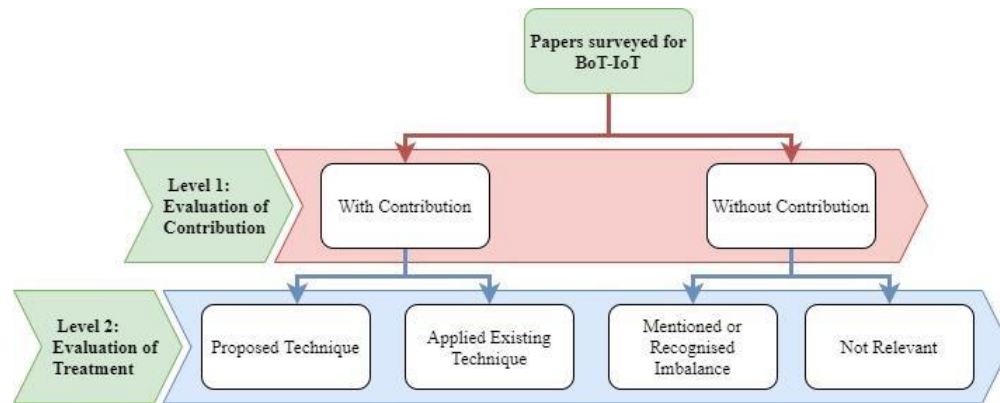 Papers surveyed for
BoT-IoT
Level 1:
Evaluation of
Contribution
With Contribution
Without Contribution
Level 2:
Evaluation of
Treatment
Proposed Technique
Applied Existing
Technique
Mentioned or
Recognised
Imbalance
Not Relevant